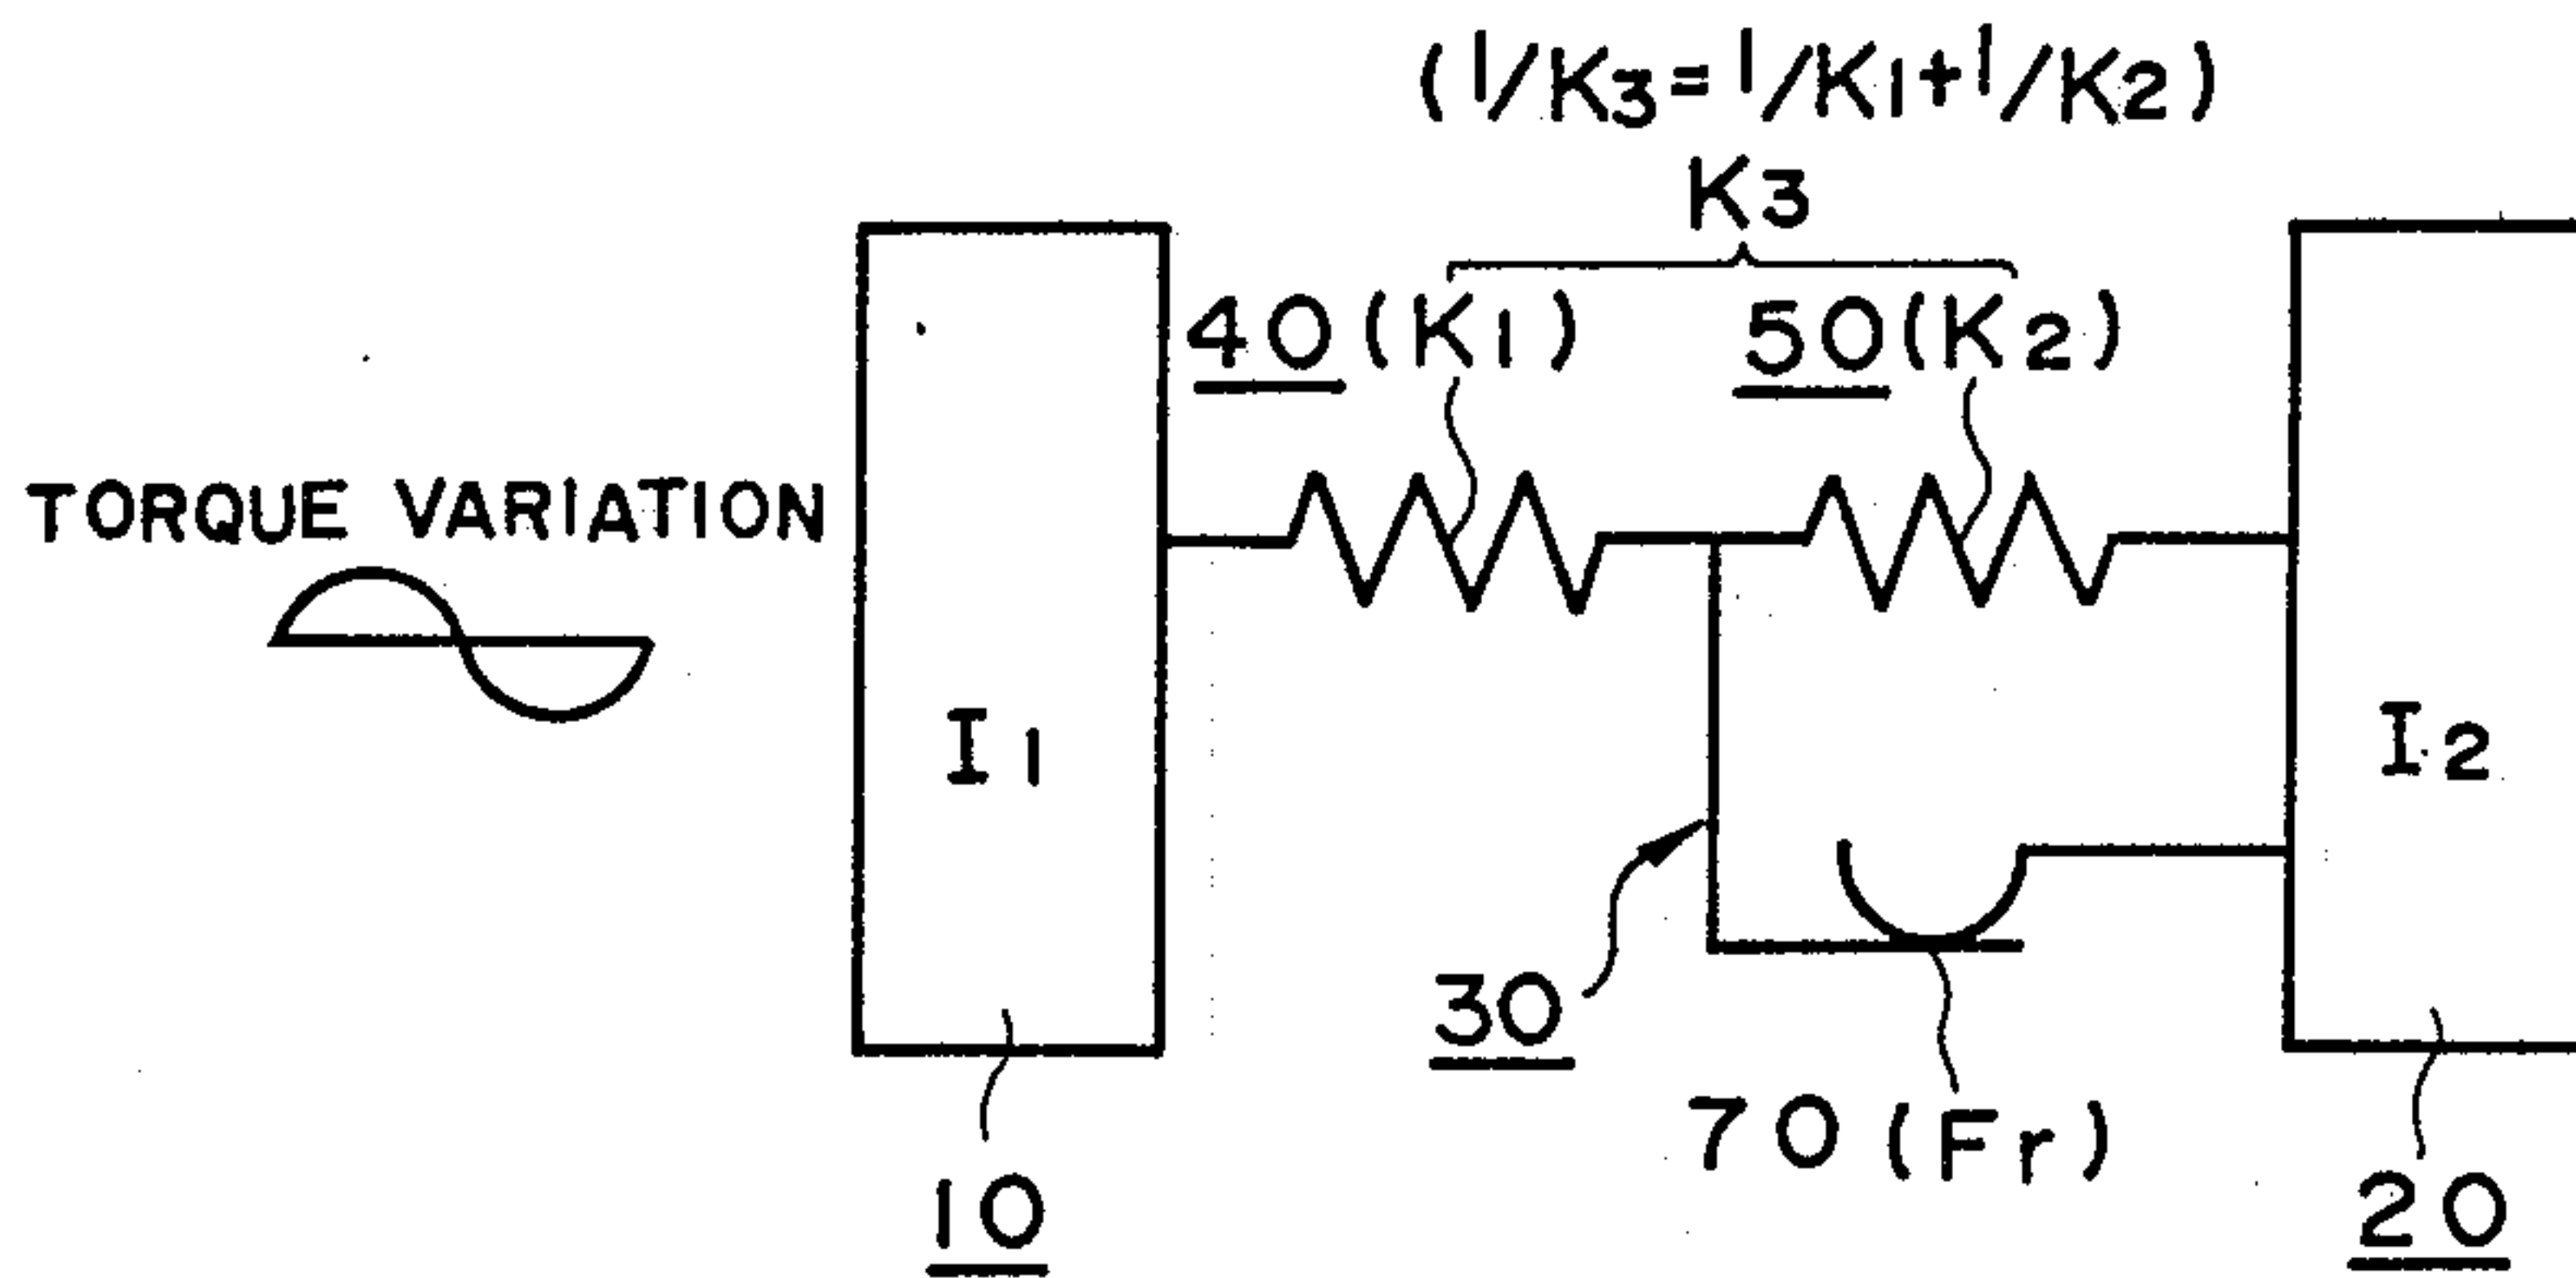 (1/K3=1/K1+1/K2)
K3
40(K1) 50(K2)
TORQUE VARIATION
I1 I2
30
70(Fr)
10 20